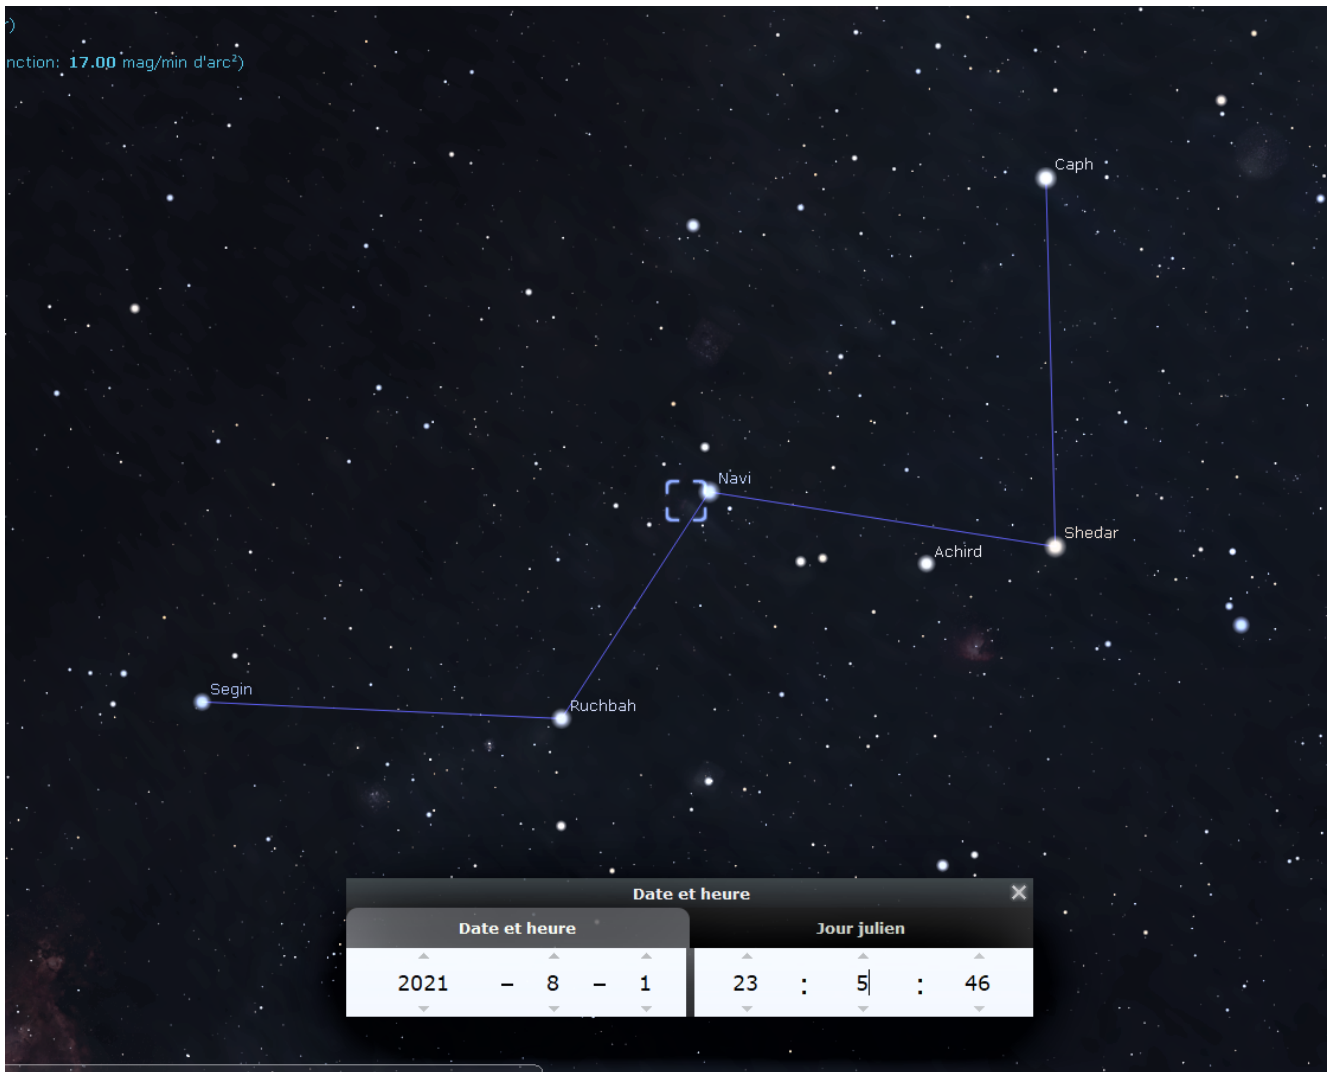 r)
nction: 17.00 mag/min d'arc²)
Caph
Navi
Shedar
Achird
Segin
Ruchbah
Date et heure
Date et heure Jour julien
2021 – 8 – 1 23 : 5 : 46